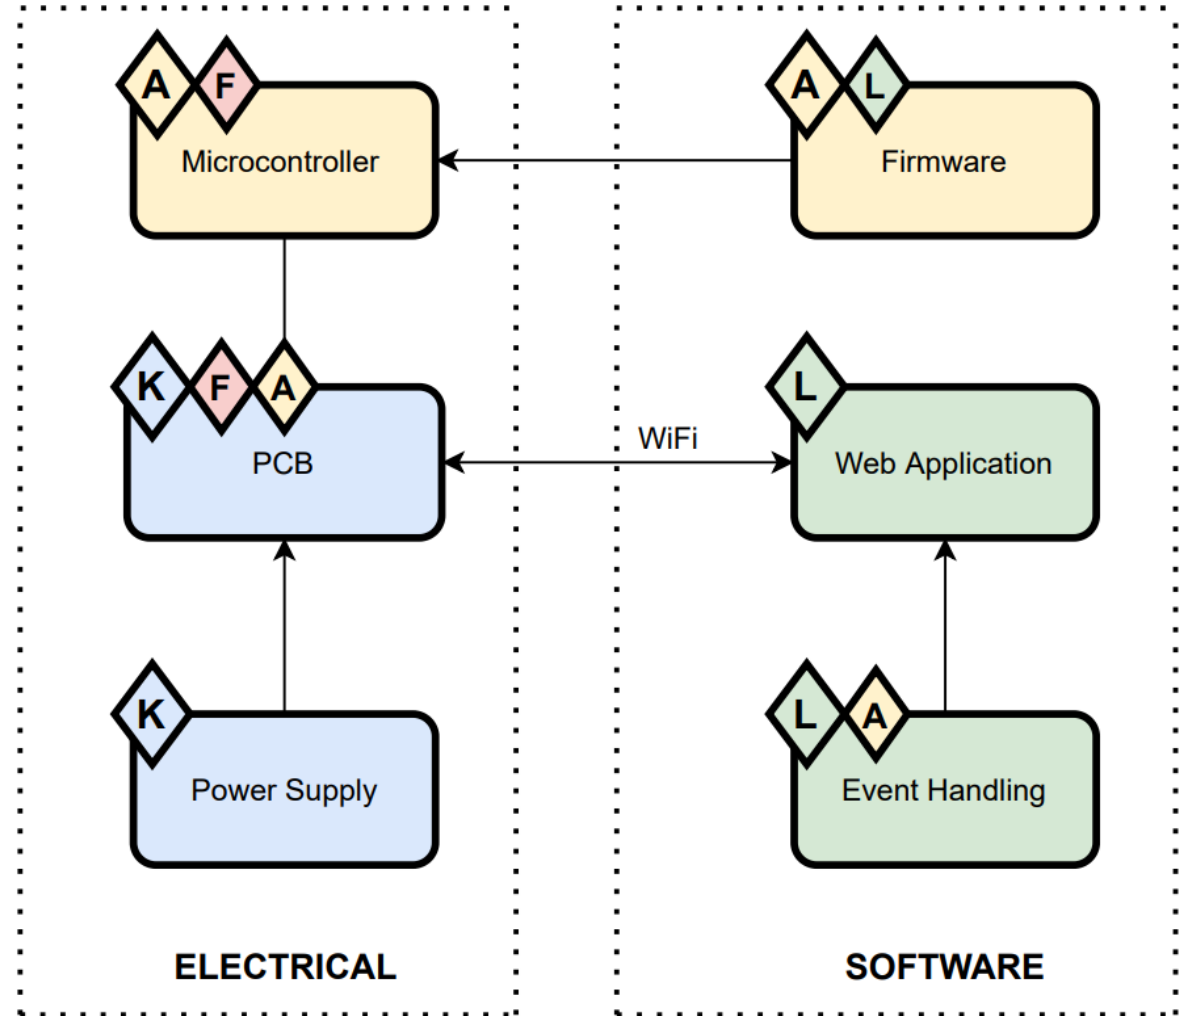 A F
Microcontroller
A L
Firmware
K F A
PCB
WiFi
L
Web Application
K
Power Supply
L A
Event Handling
ELECTRICAL
SOFTWARE